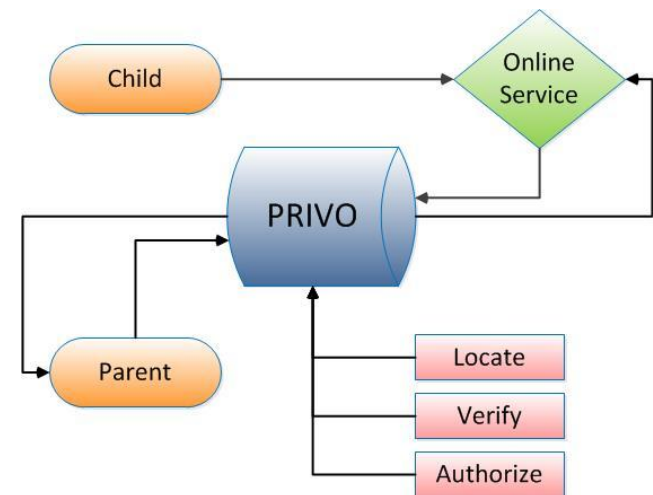 Child
Online
Service
PRIVO
Parent
Locate
Verify
Authorize